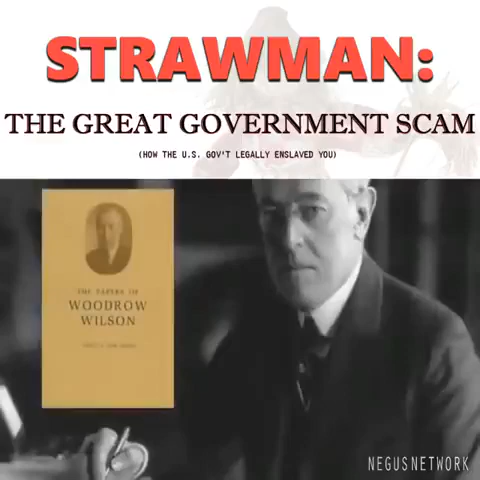 STRAWMAN:
THE GREAT GOVERNMENT SCAM
(HOW THE U.S. GOV'T LEGALLY ENSLAVED YOU)
THE PAPERS OF
WOODROW
WILSON
NEGUSNETWORK